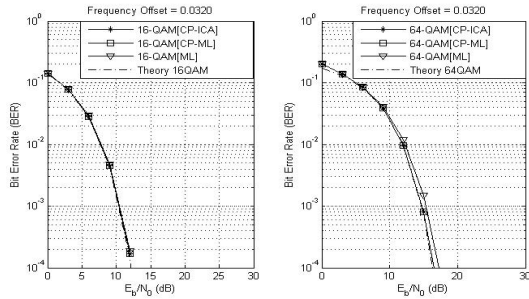 Frequency Offset = 0.0320
16-QAM[CP-ICA]
16-QAM[CP-ML]
16-QAM[ML]
Theory 16QAM
Bit Error Rate (BER)
10^0
10^-1
10^-2
10^-3
10^-4
0 5 10 15 20 25 30
E_b/N_0 (dB)
Frequency Offset = 0.0320
64-QAM[CP-ICA]
64-QAM[CP-ML]
64-QAM[ML]
Theory 64QAM
Bit Error Rate (BER)
10^0
10^-1
10^-2
10^-3
10^-4
0 10 20 30
E_b/N_0 (dB)